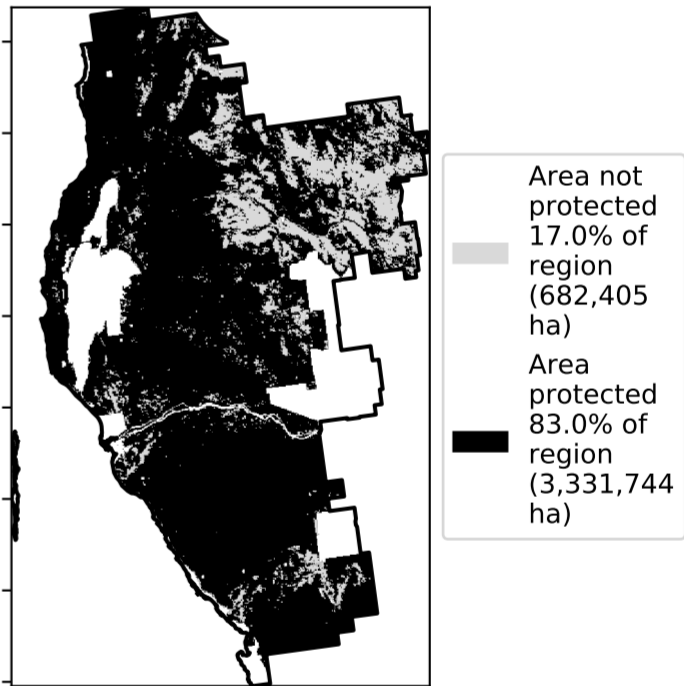 Area not
protected
17.0% of
region
(682,405
ha)
Area
protected
83.0% of
region
(3,331,744
ha)